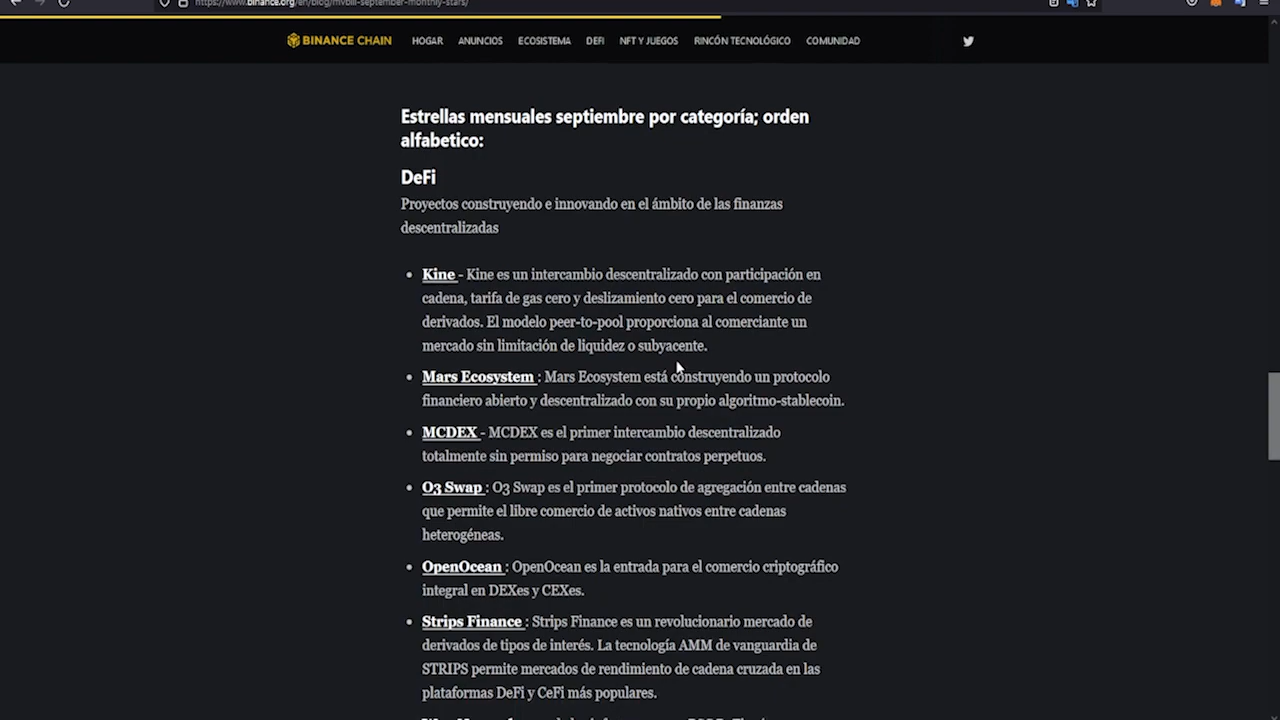 https://www.binance.org/en/blog/mvbiii-september-monthly-stars/
BINANCE CHAIN HOGAR ANUNCIOS ECOSISTEMA DEFI NFT Y JUEGOS RINCÓN TECNOLÓGICO COMUNIDAD
Estrellas mensuales septiembre por categoría; orden
alfabetico:
DeFi
Proyectos construyendo e innovando en el ámbito de las finanzas
descentralizadas
• Kine - Kine es un intercambio descentralizado con participación en
cadena, tarifa de gas cero y deslizamiento cero para el comercio de
derivados. El modelo peer-to-pool proporciona al comerciante un
mercado sin limitación de liquidez o subyacente.
• Mars Ecosystem : Mars Ecosystem está construyendo un protocolo
financiero abierto y descentralizado con su propio algoritmo-stablecoin.
• MCDEX - MCDEX es el primer intercambio descentralizado
totalmente sin permiso para negociar contratos perpetuos.
• O3 Swap : O3 Swap es el primer protocolo de agregación entre cadenas
que permite el libre comercio de activos nativos entre cadenas
heterogéneas.
• OpenOcean : OpenOcean es la entrada para el comercio criptográfico
integral en DEXes y CEXes.
• Strips Finance : Strips Finance es un revolucionario mercado de
derivados de tipos de interés. La tecnología AMM de vanguardia de
STRIPS permite mercados de rendimiento de cadena cruzada en las
plataformas DeFi y CeFi más populares.